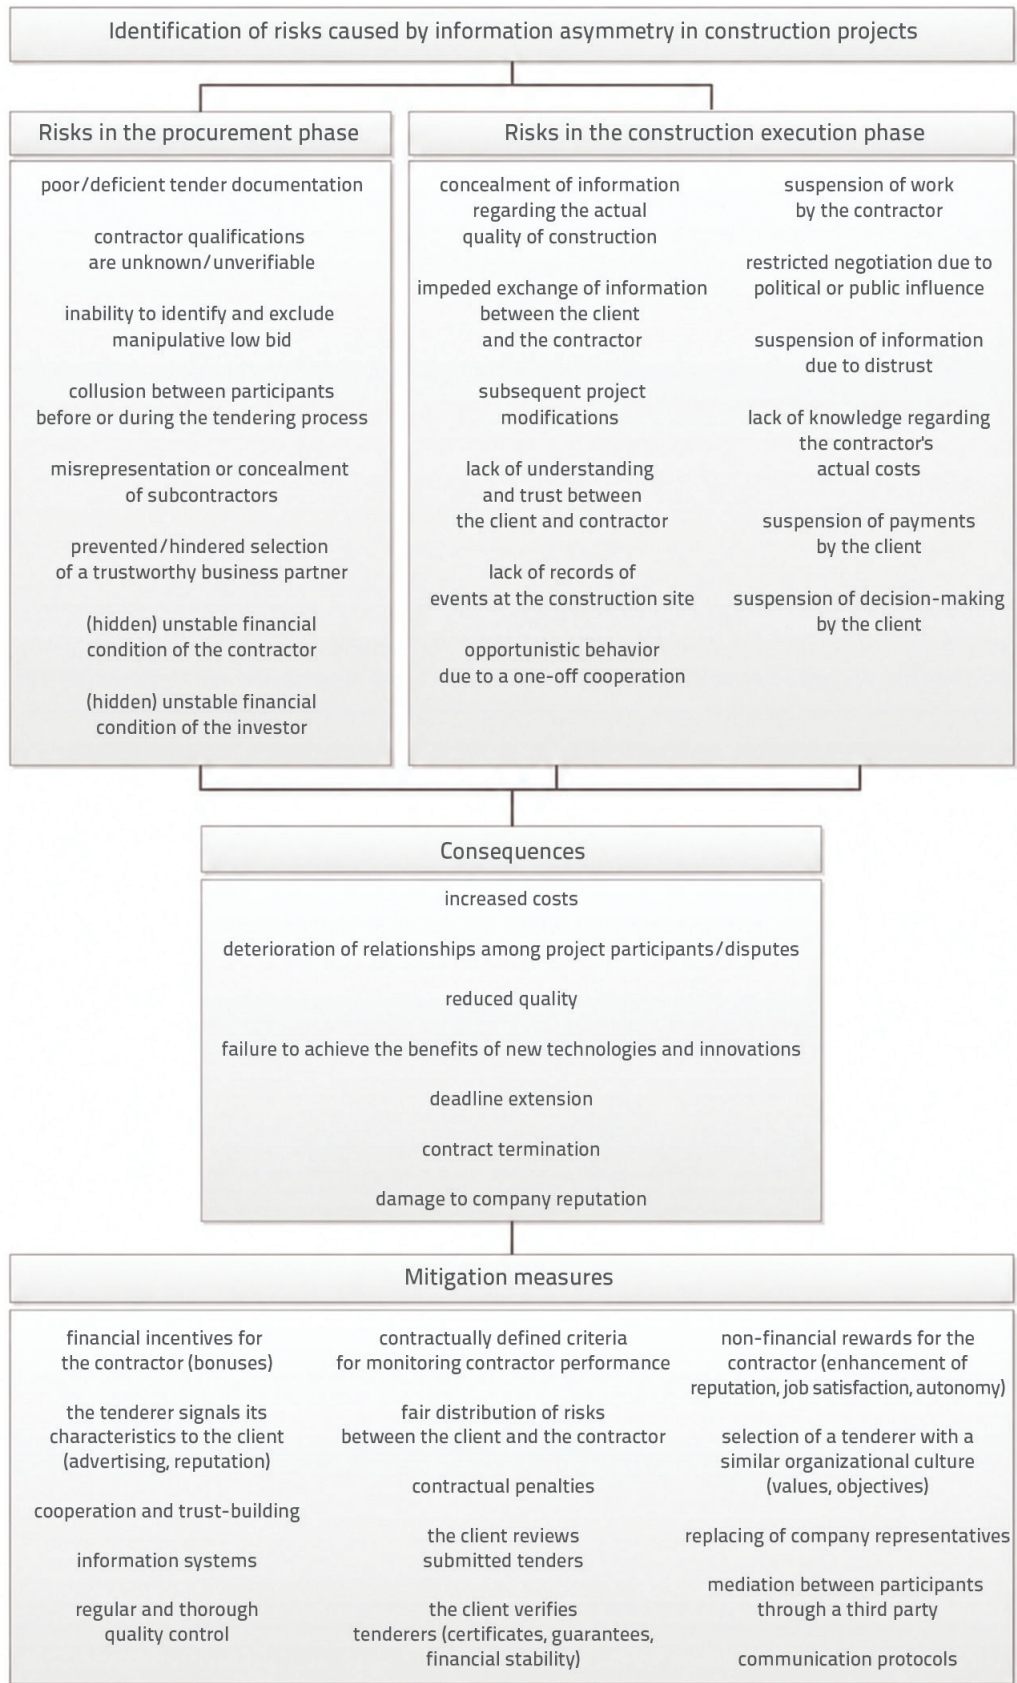 Identification of risks caused by information asymmetry in construction projects
Risks in the procurement phase
poor/deficient tender documentation
contractor qualifications
are unknown/unverifiable
inability to identify and exclude
manipulative low bid
collusion between participants
before or during the tendering process
misrepresentation or concealment
of subcontractors
prevented/hindered selection
of a trustworthy business partner
(hidden) unstable financial
condition of the contractor
(hidden) unstable financial
condition of the investor
Risks in the construction execution phase
concealment of information
regarding the actual
quality of construction
impeded exchange of information
between the client
and the contractor
subsequent project
modifications
lack of understanding
and trust between
the client and contractor
lack of records of
events at the construction site
opportunistic behavior
due to a one-off cooperation
suspension of work
by the contractor
restricted negotiation due to
political or public influence
suspension of information
due to distrust
lack of knowledge regarding
the contractor's
actual costs
suspension of payments
by the client
suspension of decision-making
by the client
Consequences
increased costs
deterioration of relationships among project participants/disputes
reduced quality
failure to achieve the benefits of new technologies and innovations
deadline extension
contract termination
damage to company reputation
Mitigation measures
financial incentives for
the contractor (bonuses)
the tenderer signals its
characteristics to the client
(advertising, reputation)
cooperation and trust-building
information systems
regular and thorough
quality control
contractually defined criteria
for monitoring contractor performance
fair distribution of risks
between the client and the contractor
contractual penalties
the client reviews
submitted tenders
the client verifies
tenderers (certificates, guarantees,
financial stability)
non-financial rewards for the
contractor (enhancement of
reputation, job satisfaction, autonomy)
selection of a tenderer with a
similar organizational culture
(values, objectives)
replacing of company representatives
mediation between participants
through a third party
communication protocols